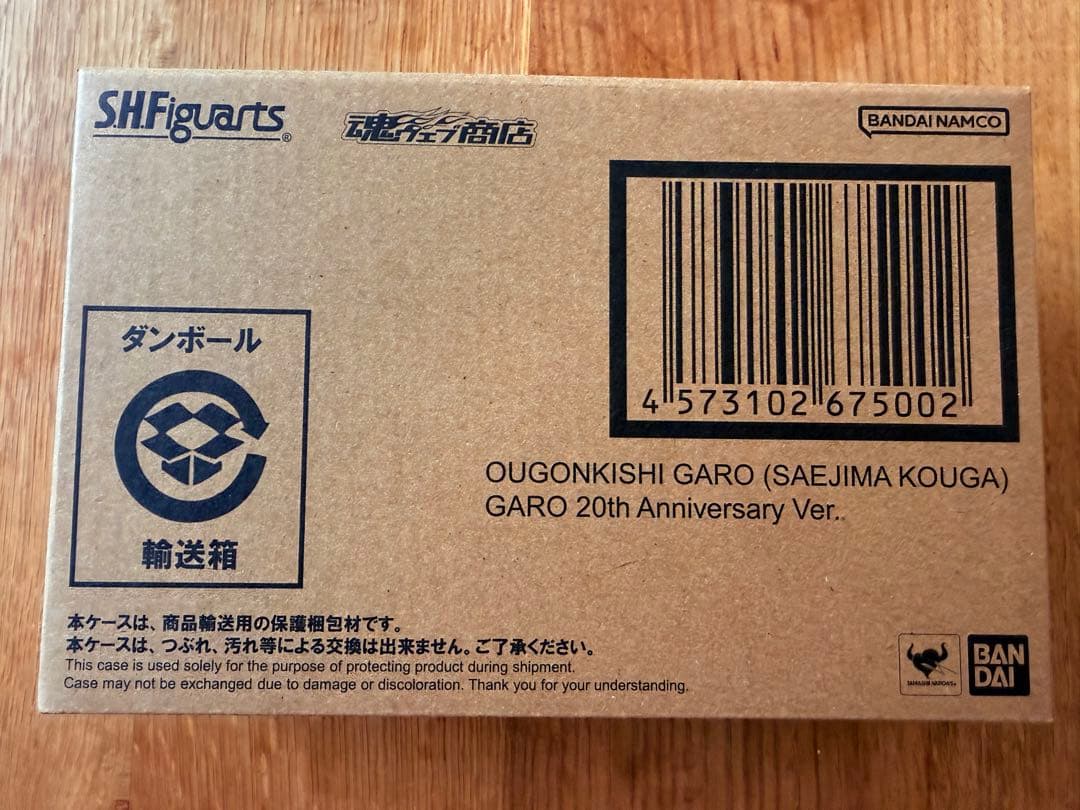 S.H.Figuarts®
魂ウェブ商店
BANDAI NAMCO
4 573102 675002
OUGONKISHI GARO (SAEJIMA KOUGA)
GARO 20th Anniversary Ver.
ダンボール
輸送箱
本ケースは、商品輸送用の保護梱包材です。
本ケースは、つぶれ、汚れ等による交換は出来ません。ご了承ください。
This case is used solely for the purpose of protecting product during shipment.
Case may not be exchanged due to damage or discoloration. Thank you for your understanding.
TAMASHII NATIONS
BAN
DAI